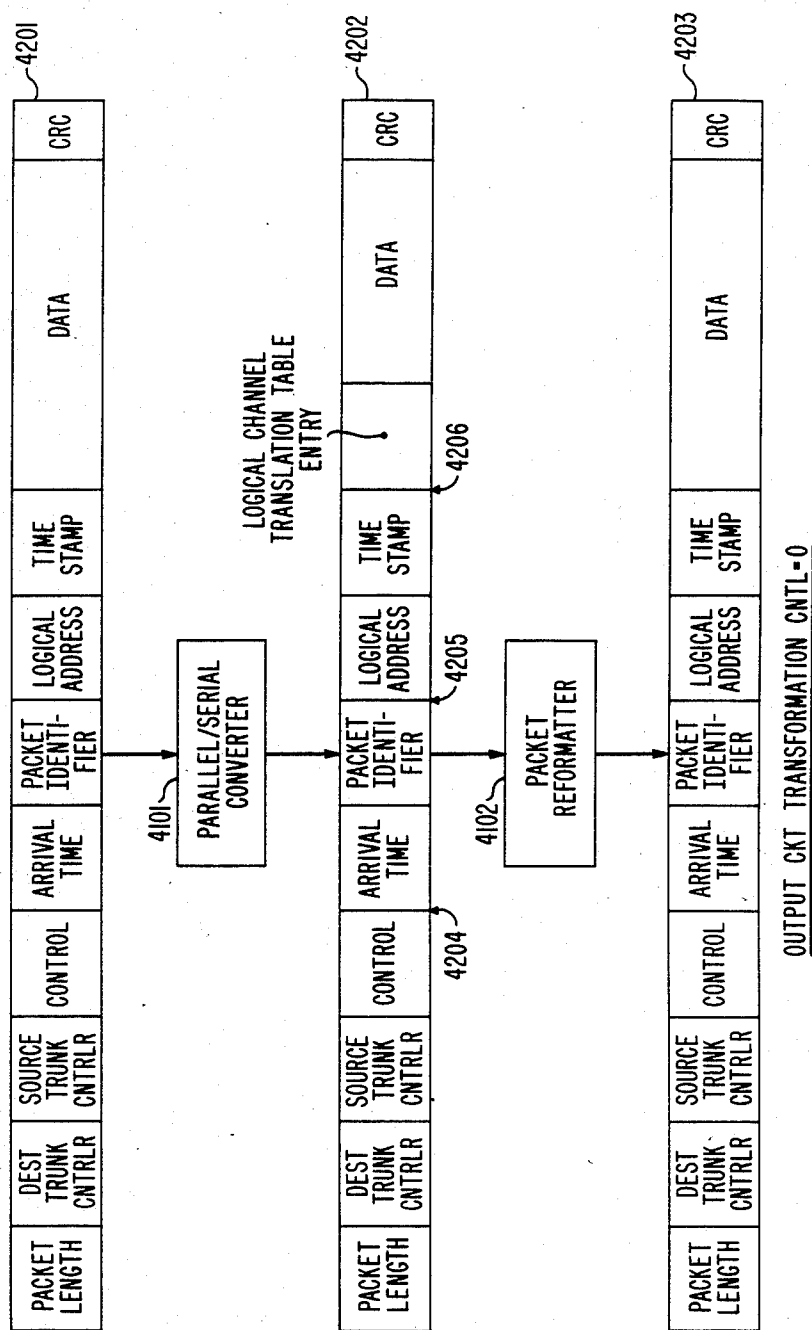 4201
PACKET
LENGTH
DEST
TRUNK
CNTRLR
SOURCE
TRUNK
CNTRLR
CONTROL
ARRIVAL
TIME
PACKET
IDENTI-
FIER
LOGICAL
ADDRESS
TIME
STAMP
DATA
CRC
4101
PARALLEL/SERIAL
CONVERTER
LOGICAL CHANNEL
TRANSLATION TABLE
ENTRY
4202
PACKET
LENGTH
DEST
TRUNK
CNTRLR
SOURCE
TRUNK
CNTRLR
CONTROL
ARRIVAL
TIME
PACKET
IDENTI-
FIER
LOGICAL
ADDRESS
TIME
STAMP
DATA
CRC
4204
4205
4206
4102
PACKET
REFORMATTER
4203
PACKET
LENGTH
DEST
TRUNK
CNTRLR
SOURCE
TRUNK
CNTRLR
CONTROL
ARRIVAL
TIME
PACKET
IDENTI-
FIER
LOGICAL
ADDRESS
TIME
STAMP
DATA
CRC
OUTPUT CKT TRANSFORMATION CNTL=0